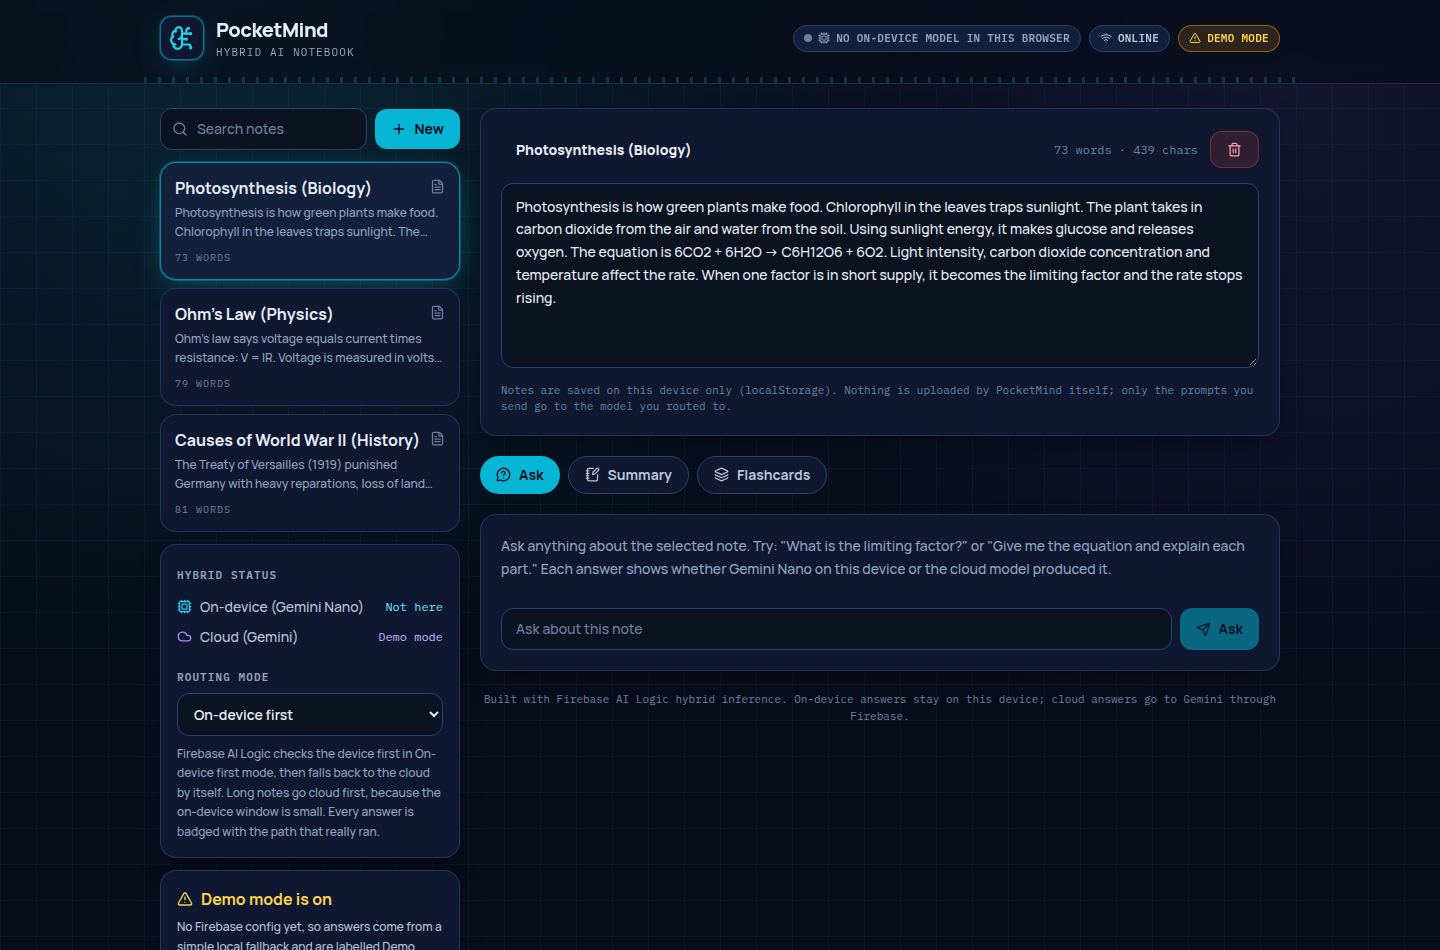 PocketMind
HYBRID AI NOTEBOOK
NO ON-DEVICE MODEL IN THIS BROWSER
ONLINE
DEMO MODE
Search notes
New
Photosynthesis (Biology)
Photosynthesis is how green plants make food.
Chlorophyll in the leaves traps sunlight. The…
73 WORDS
Ohm's Law (Physics)
Ohm's law says voltage equals current times
resistance: V = IR. Voltage is measured in volts…
79 WORDS
Causes of World War II (History)
The Treaty of Versailles (1919) punished
Germany with heavy reparations, loss of land…
81 WORDS
HYBRID STATUS
On-device (Gemini Nano) Not here
Cloud (Gemini) Demo mode
ROUTING MODE
On-device first
Firebase AI Logic checks the device first in On-
device first mode, then falls back to the cloud
by itself. Long notes go cloud first, because the
on-device window is small. Every answer is
badged with the path that really ran.
Demo mode is on
No Firebase config yet, so answers come from a
simple local fallback and are labelled Demo
Photosynthesis (Biology)
73 words · 439 chars
Photosynthesis is how green plants make food. Chlorophyll in the leaves traps sunlight. The plant takes in
carbon dioxide from the air and water from the soil. Using sunlight energy, it makes glucose and releases
oxygen. The equation is 6CO2 + 6H2O → C6H12O6 + 6O2. Light intensity, carbon dioxide concentration and
temperature affect the rate. When one factor is in short supply, it becomes the limiting factor and the rate stops
rising.
Notes are saved on this device only (localStorage). Nothing is uploaded by PocketMind itself; only the prompts you
send go to the model you routed to.
Ask
Summary
Flashcards
Ask anything about the selected note. Try: "What is the limiting factor?" or "Give me the equation and explain each
part." Each answer shows whether Gemini Nano on this device or the cloud model produced it.
Ask about this note
Ask
Built with Firebase AI Logic hybrid inference. On-device answers stay on this device; cloud answers go to Gemini through
Firebase.